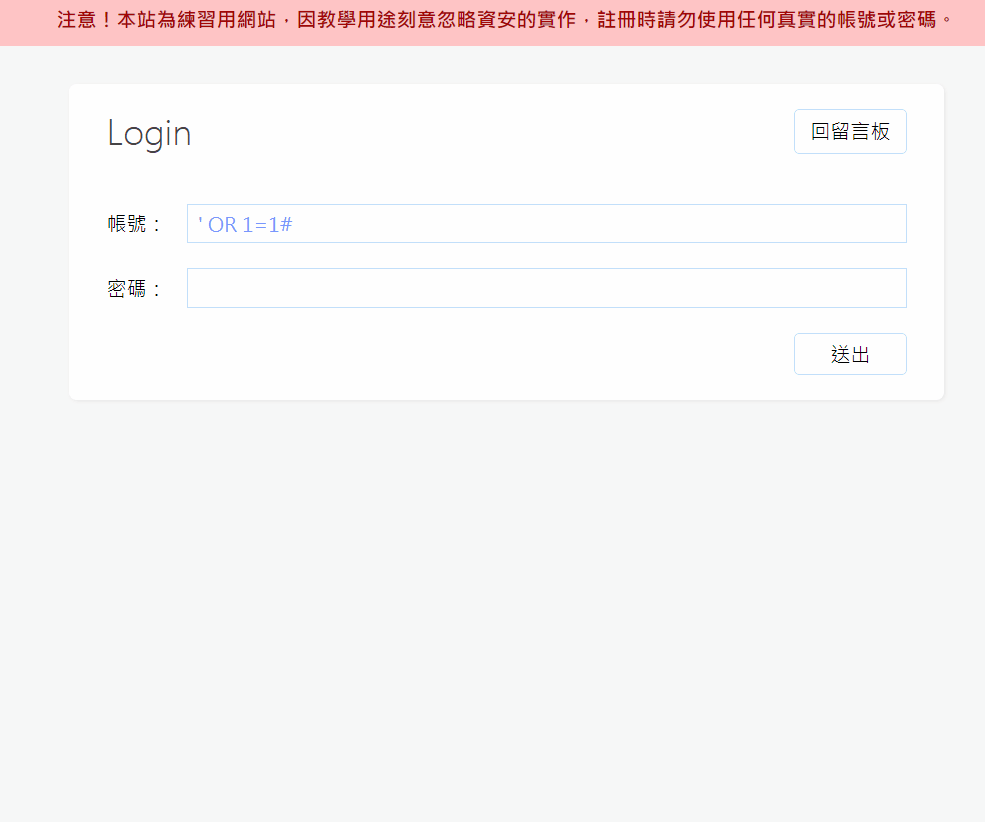 注意！本站為練習用網站，因教學用途刻意忽略資安的實作，註冊時請勿使用任何真實的帳號或密碼。
Login
回留言板
帳號：
' OR 1=1#
密碼：
送出